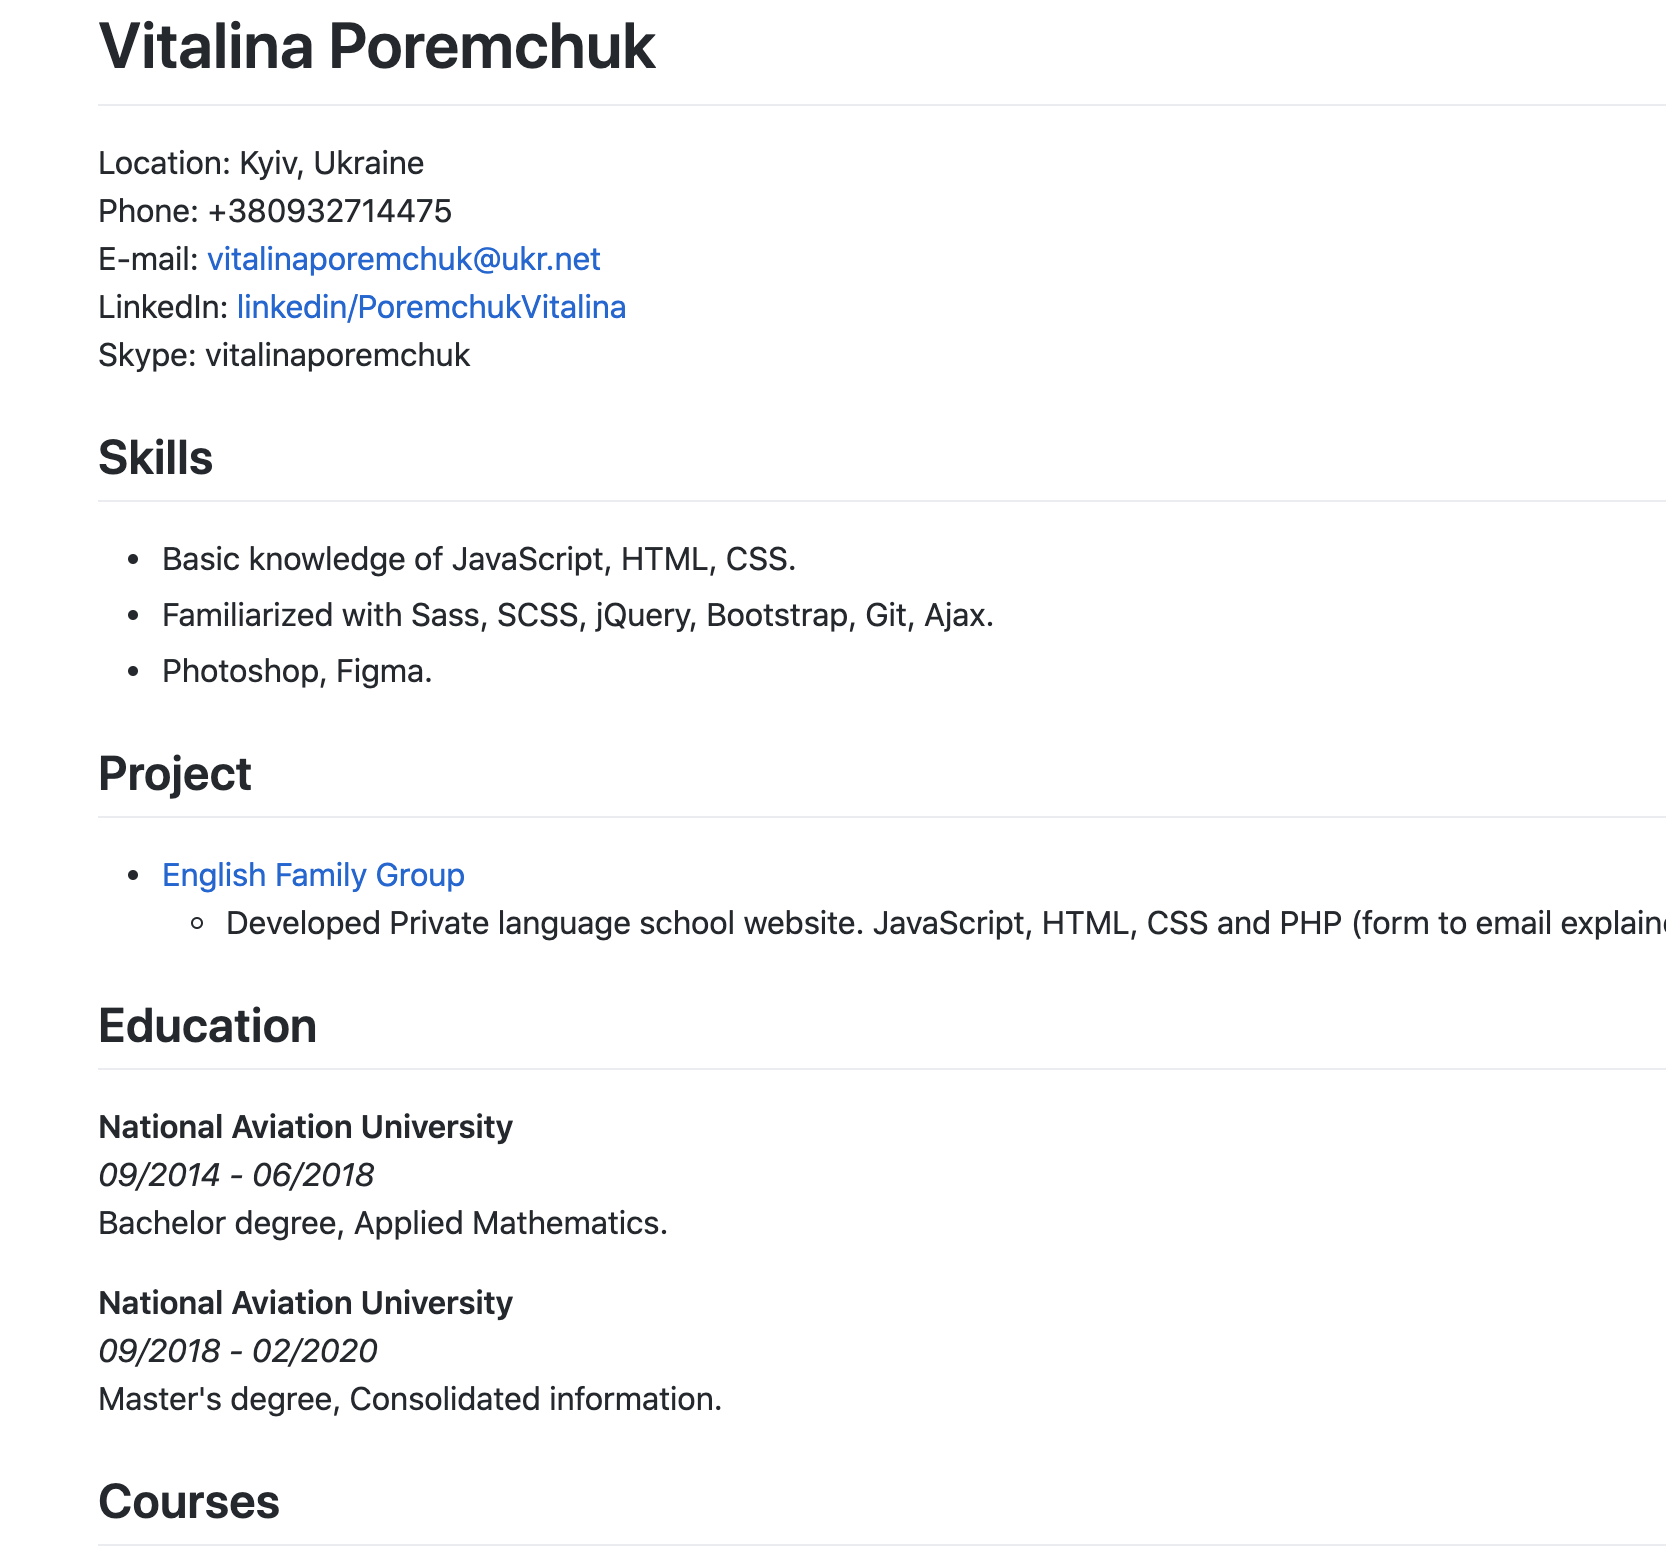 Vitalina Poremchuk
Location: Kyiv, Ukraine
Phone: +380932714475
E-mail: vitalinaporemchuk@ukr.net
LinkedIn: linkedin/PoremchukVitalina
Skype: vitalinaporemchuk
Skills
• Basic knowledge of JavaScript, HTML, CSS.
• Familiarized with Sass, SCSS, jQuery, Bootstrap, Git, Ajax.
• Photoshop, Figma.
Project
• English Family Group
◦ Developed Private language school website. JavaScript, HTML, CSS and PHP (form to email
Education
National Aviation University
09/2014 - 06/2018
Bachelor degree, Applied Mathematics.
National Aviation University
09/2018 - 02/2020
Master's degree, Consolidated information.
Courses